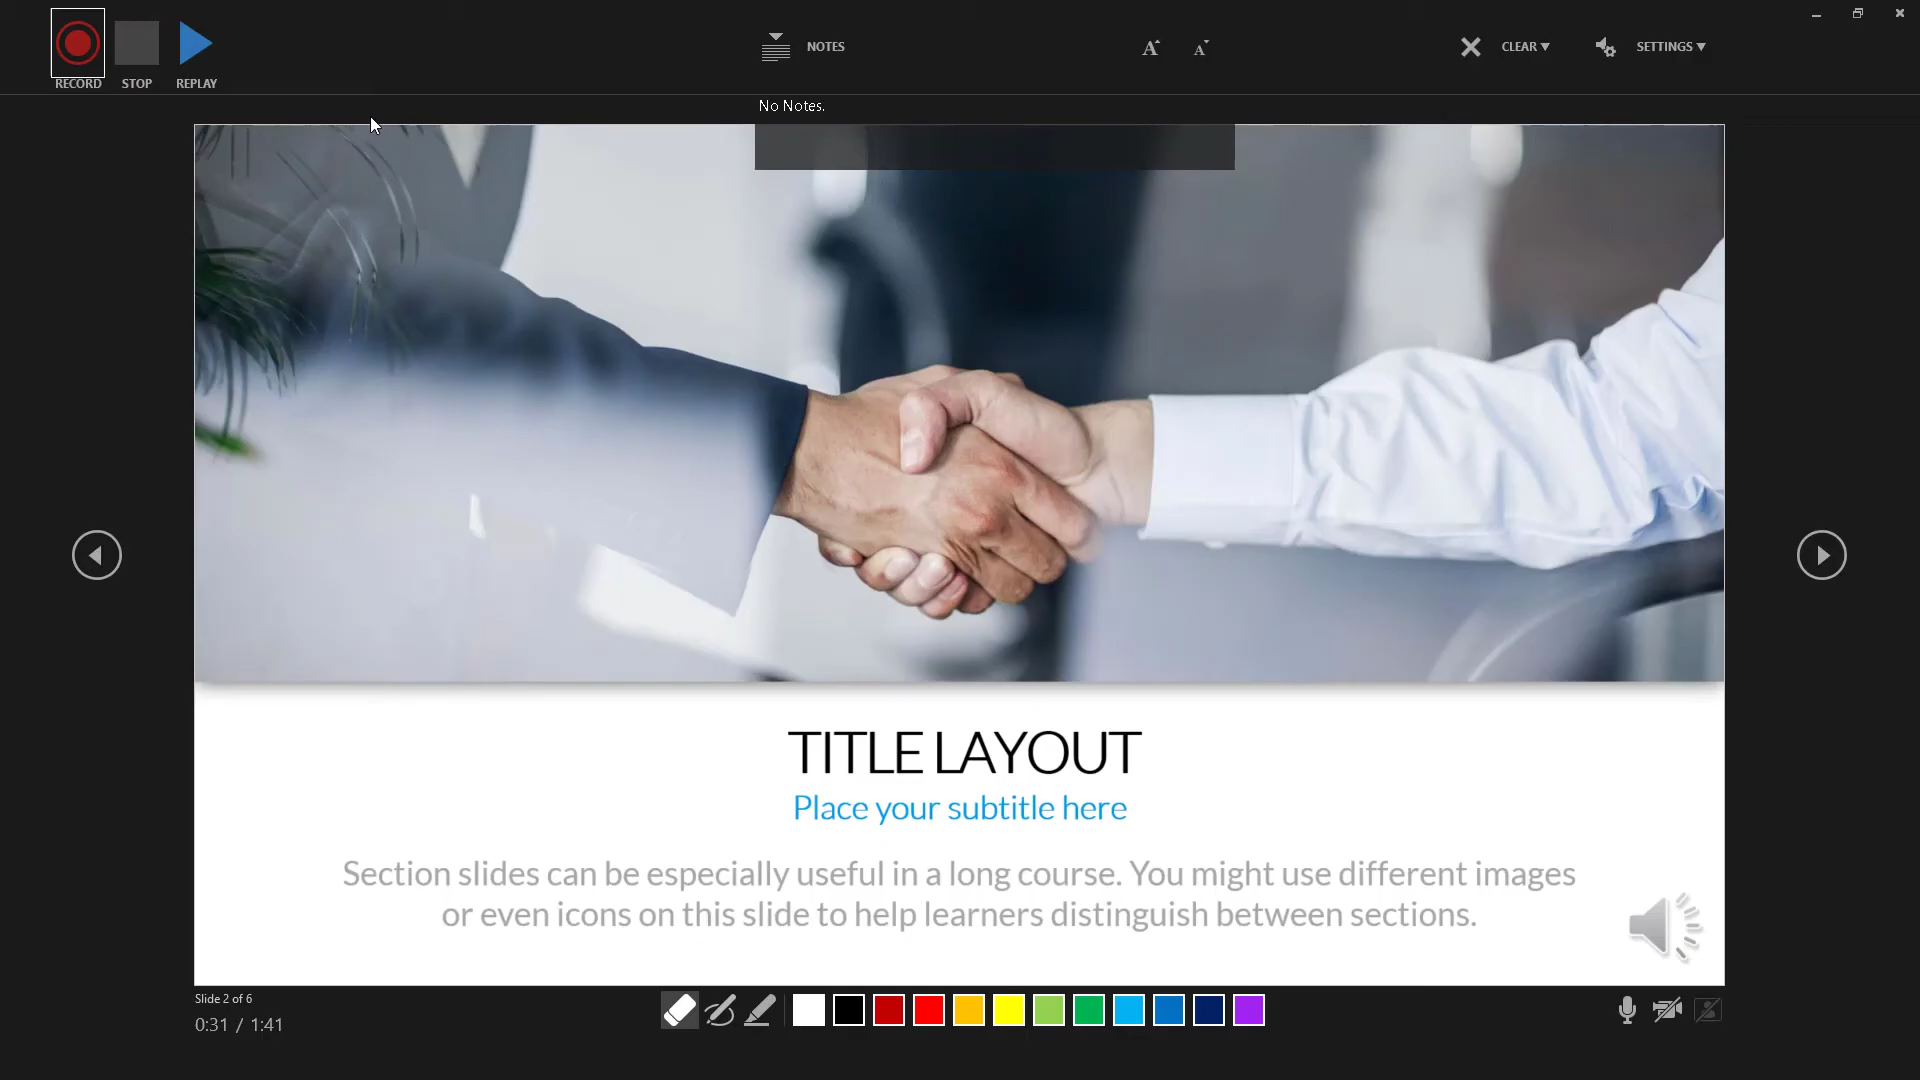 RECORD STOP REPLAY
NOTES
A A
CLEAR
SETTINGS
No Notes.
TITLE LAYOUT
Place your subtitle here
Section slides can be especially useful in a long course. You might use different images
or even icons on this slide to help learners distinguish between sections.
Slide 2 of 6
0:31 / 1:41